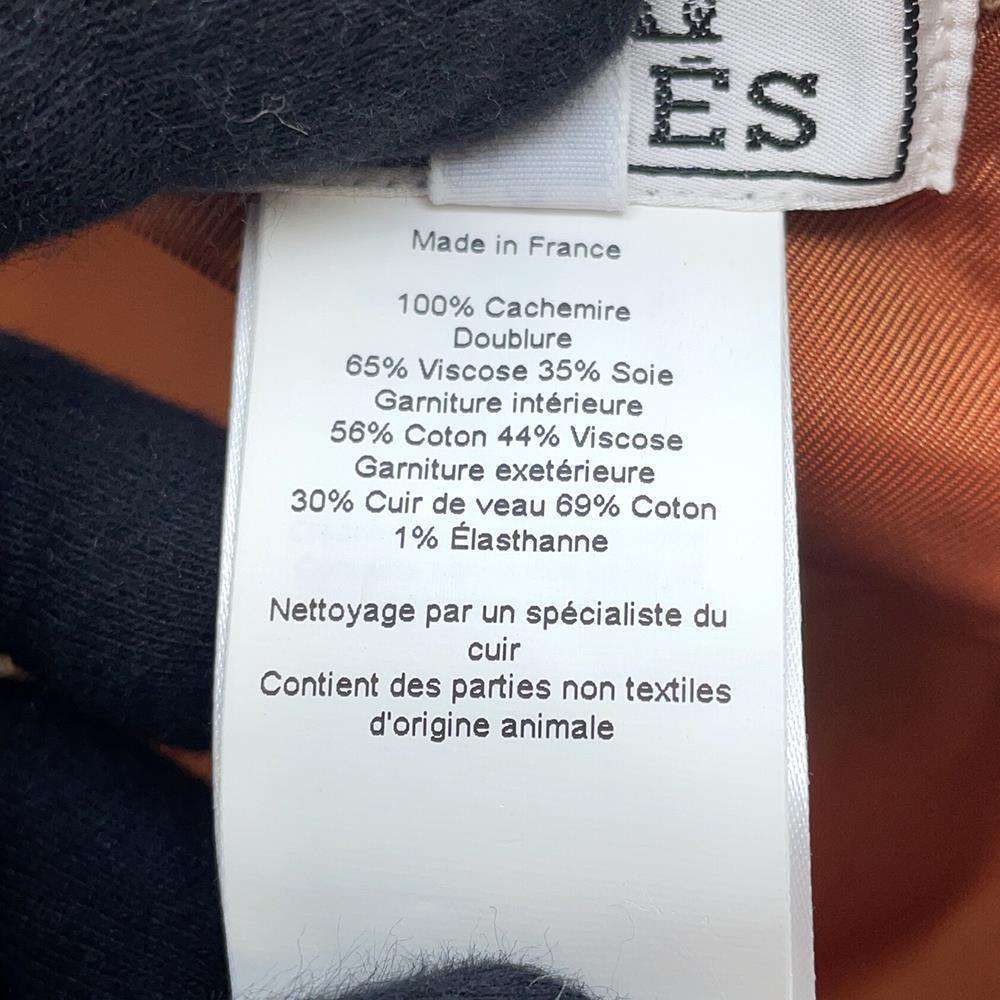 ES
Made in France
100% Cachemire
Doublure
65% Viscose 35% Soie
Garniture intérieure
56% Coton 44% Viscose
Garniture exetérieure
30% Cuir de veau 69% Coton
1% Élasthanne
Nettoyage par un spécialiste du
cuir
Contient des parties non textiles
d'origine animale